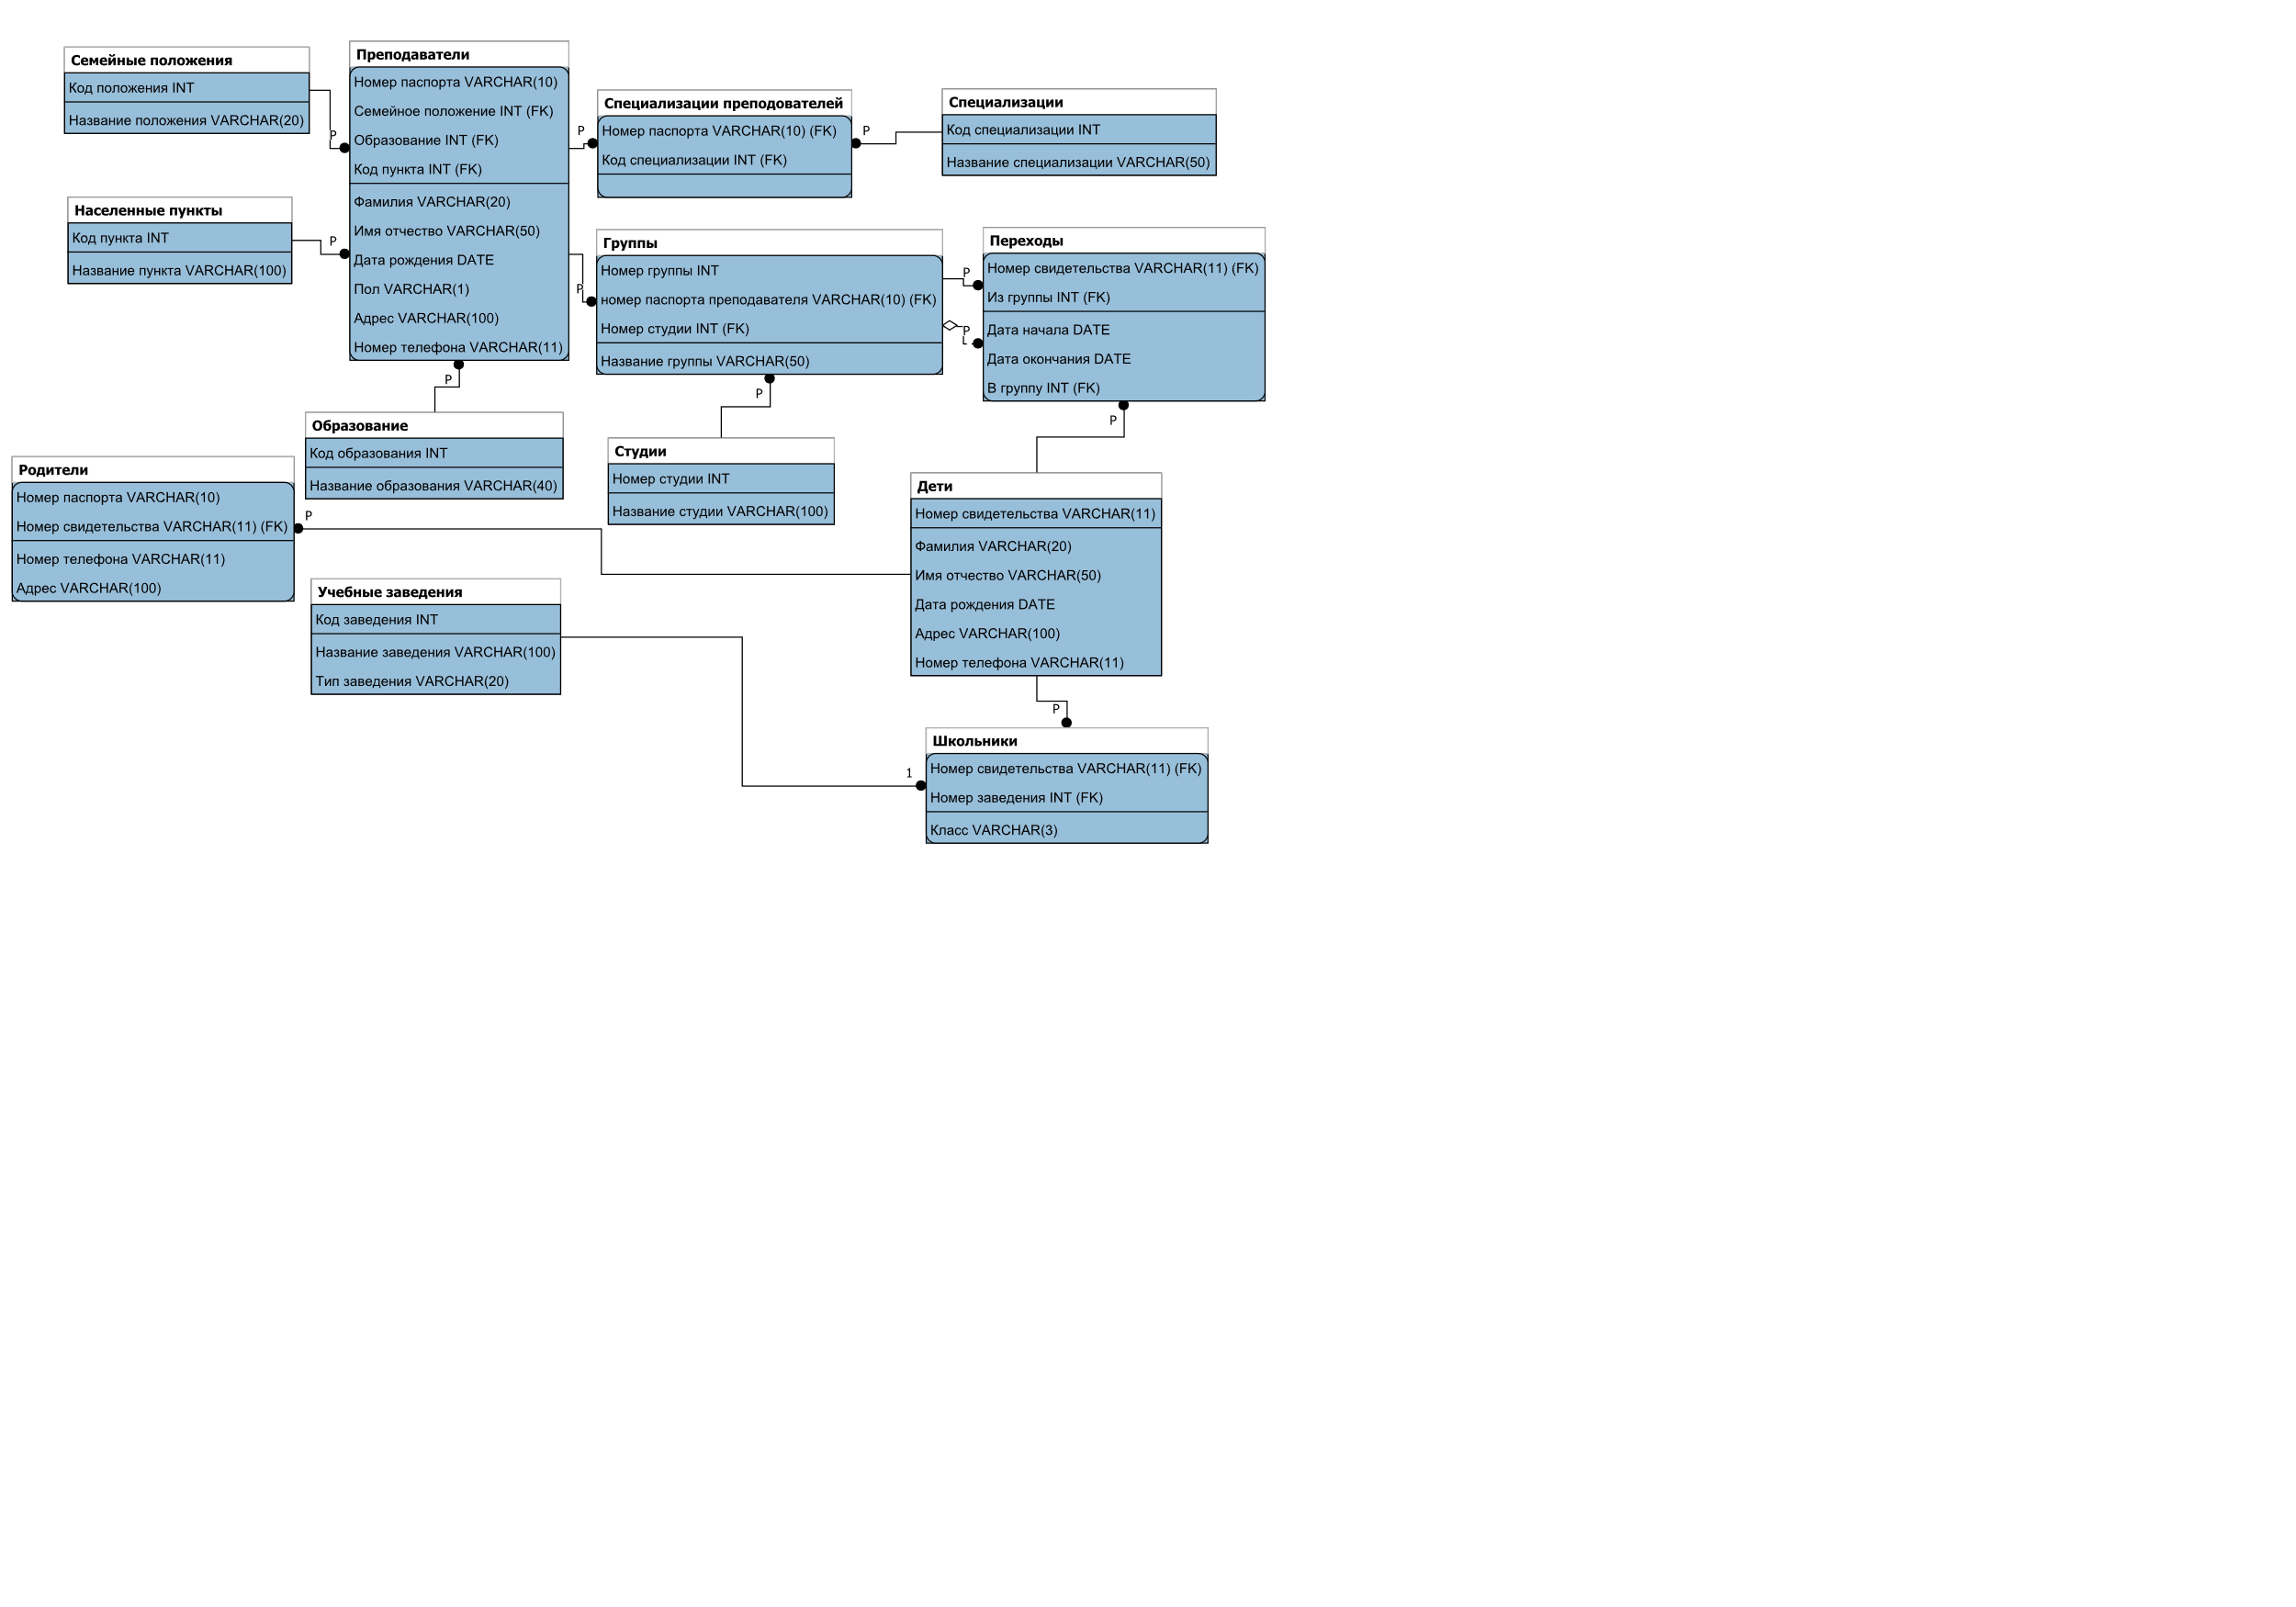 Семейные положения
Код положения INT
Название положения VARCHAR(20)
P
Преподаватели
Номер паспорта VARCHAR(10)
Семейное положение INT (FK)
Образование INT (FK)
Код пункта INT (FK)
Фамилия VARCHAR(20)
Имя отчество VARCHAR(50)
Дата рождения DATE
Пол VARCHAR(1)
Адрес VARCHAR(100)
Номер телефона VARCHAR(11)
P
Специализации преподователей
Номер паспорта VARCHAR(10) (FK)
Код специализации INT (FK)
P
Специализации
Код специализации INT
Название специализации VARCHAR(50)
Населенные пункты
Код пункта INT
Название пункта VARCHAR(100)
P
P
Группы
Номер группы INT
номер паспорта преподавателя VARCHAR(10) (FK)
Номер студии INT (FK)
Название группы VARCHAR(50)
P
P
L
Переходы
Номер свидетельства VARCHAR(11) (FK)
Из группы INT (FK)
Дата начала DATE
Дата окончания DATE
В группу INT (FK)
P
Образование
Код образования INT
Название образования VARCHAR(40)
P
Студии
Номер студии INT
Название студии VARCHAR(100)
P
Родители
Номер паспорта VARCHAR(10)
Номер свидетельства VARCHAR(11) (FK)
Номер телефона VARCHAR(11)
Адрес VARCHAR(100)
P
Дети
Номер свидетельства VARCHAR(11)
Фамилия VARCHAR(20)
Имя отчество VARCHAR(50)
Дата рождения DATE
Адрес VARCHAR(100)
Номер телефона VARCHAR(11)
Учебные заведения
Код заведения INT
Название заведения VARCHAR(100)
Тип заведения VARCHAR(20)
P
1
Школьники
Номер свидетельства VARCHAR(11) (FK)
Номер заведения INT (FK)
Класс VARCHAR(3)